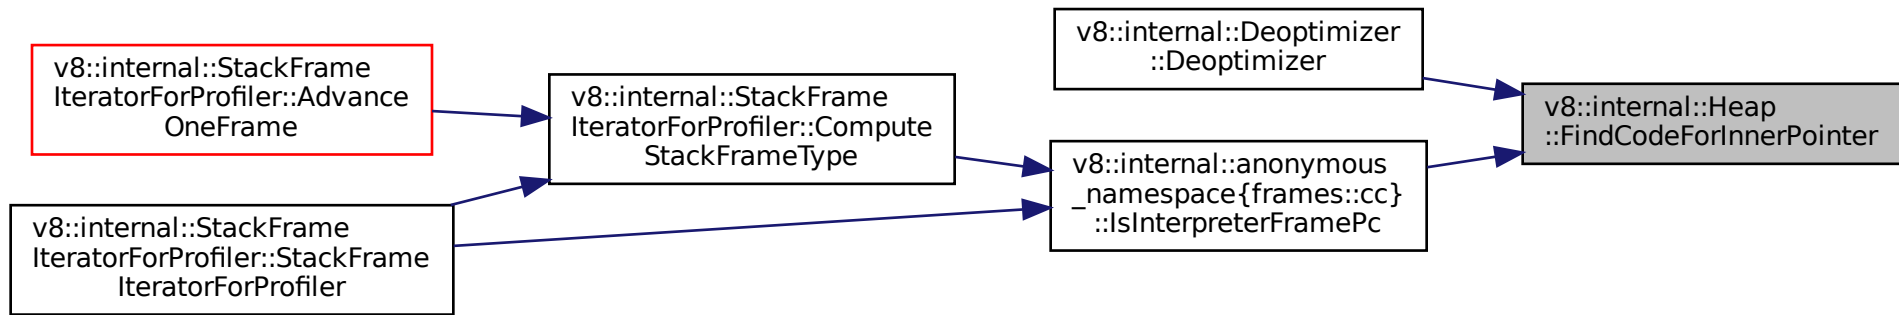 v8::internal::StackFrame
IteratorForProfiler::Advance
OneFrame
v8::internal::StackFrame
IteratorForProfiler::StackFrame
IteratorForProfiler
v8::internal::StackFrame
IteratorForProfiler::Compute
StackFrameType
v8::internal::Deoptimizer
::Deoptimizer
v8::internal::anonymous
_namespace{frames::cc}
::IsInterpreterFramePc
v8::internal::Heap
::FindCodeForInnerPointer